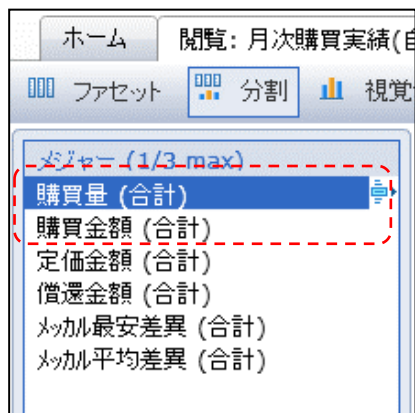 ホーム 閲覧: 月次購買実績(
ファセット 分割 視覚
メジャー (1/3 max)
購買量 (合計)
購買金額 (合計)
定価金額 (合計)
償還金額 (合計)
メッカル最安差異 (合計)
メッカル平均差異 (合計)